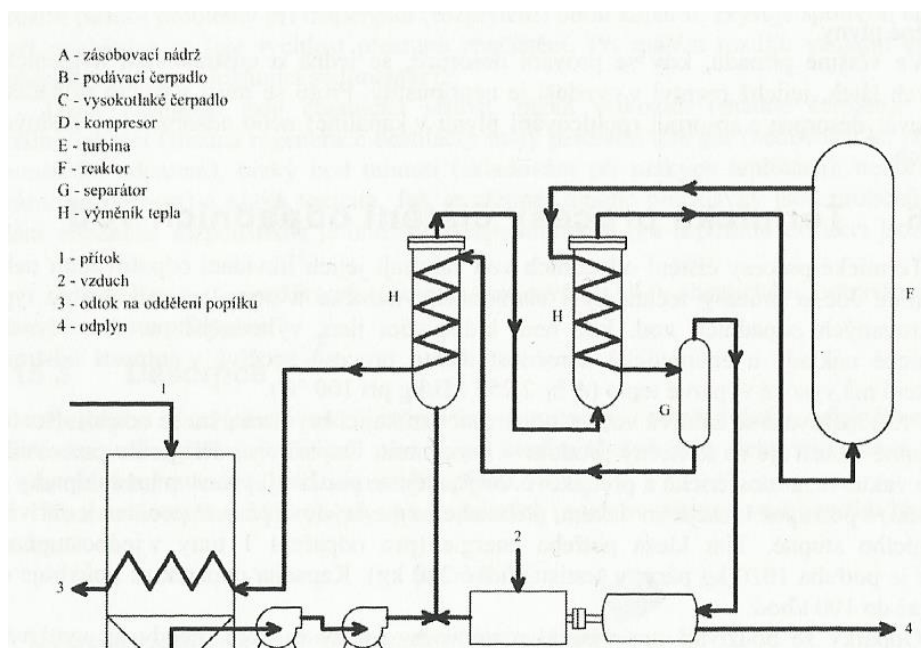 A - zásobovací nádrž
B - podávací čerpadlo
C - vysokotlaké čerpadlo
D - kompresor
E - turbina
F - reaktor
G - separátor
H - výměník tepla
1 - přítok
2 - vzduch
3 - odtok na oddělení popílku
4 - odplyn
H
H
F
G
1
2
3
4